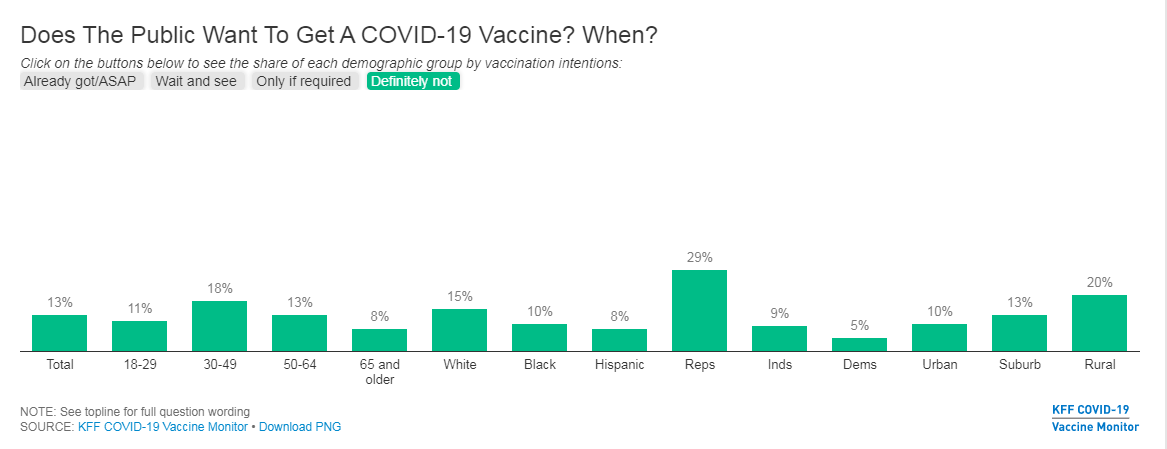 Does The Public Want To Get A COVID-19 Vaccine? When?
Click on the buttons below to see the share of each demographic group by vaccination intentions:
Already got/ASAP Wait and see Only if required Definitely not
13% 11% 18% 13% 8% 15% 10% 8% 29% 9% 5% 10% 13% 20%
Total 18-29 30-49 50-64 65 and older White Black Hispanic Reps Inds Dems Urban Suburb Rural
NOTE: See topline for full question wording
SOURCE: KFF COVID-19 Vaccine Monitor • Download PNG
KFF COVID-19
Vaccine Monitor